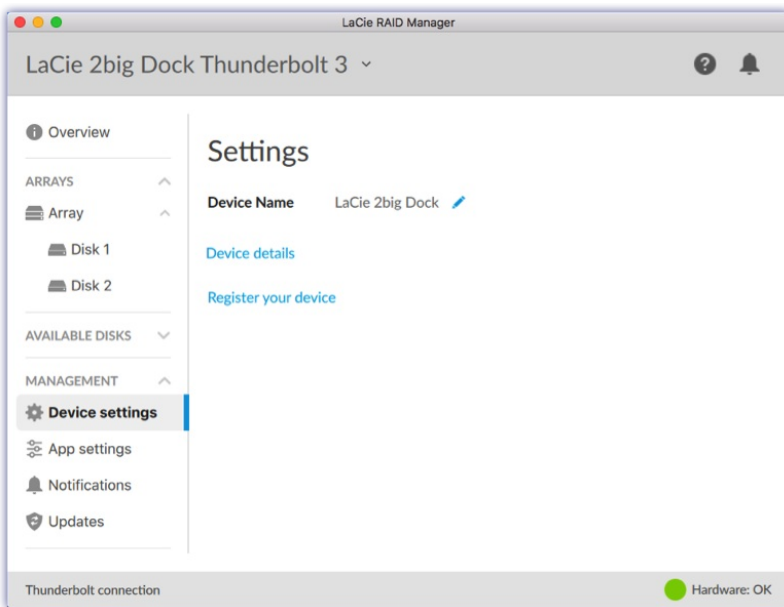 LaCie RAID Manager
LaCie 2big Dock Thunderbolt 3
Overview
ARRAYS
Array
Disk 1
Disk 2
AVAILABLE DISKS
MANAGEMENT
Device settings
App settings
Notifications
Updates
Settings
Device Name LaCie 2big Dock
Device details
Register your device
Thunderbolt connection
Hardware: OK